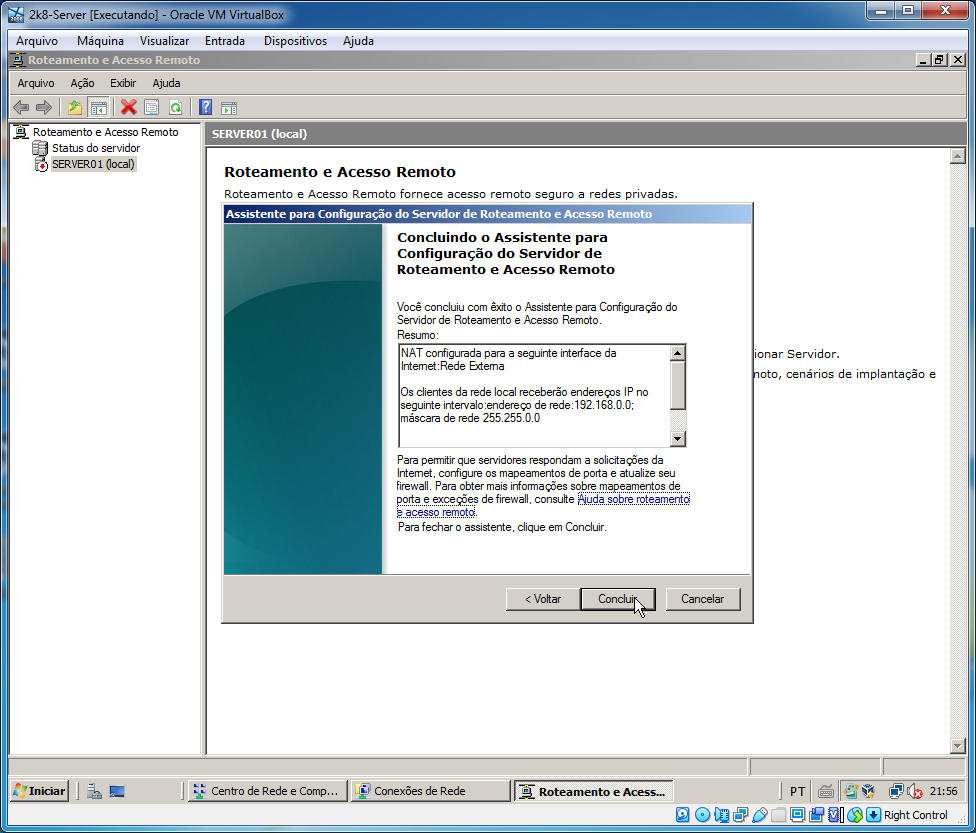 2k8-Server [Executando] - Oracle VM VirtualBox
Arquivo Máquina Visualizar Entrada Dispositivos Ajuda
Roteamento e Acesso Remoto
Arquivo Ação Exibir Ajuda
Roteamento e Acesso Remoto
Status do servidor
SERVER01 (local)
SERVER01 (local)
Roteamento e Acesso Remoto
Roteamento e Acesso Remoto fornece acesso remoto seguro a redes privadas.
ionar Servidor.
moto, cenários de implantação e
Assistente para Configuração do Servidor de Roteamento e Acesso Remoto
Concluindo o Assistente para
Configuração do Servidor de
Roteamento e Acesso Remoto
Você concluiu com êxito o Assistente para Configuração do
Servidor de Roteamento e Acesso Remoto.
Resumo:
NAT configurada para a seguinte interface da
Internet:Rede Externa
Os clientes da rede local receberão endereços IP no
seguinte intervalo:endereço de rede:192.168.0.0;
máscara de rede 255.255.0.0
Para permitir que servidores respondam a solicitações da
Internet, configure os mapeamentos de porta e atualize seu
firewall. Para obter mais informações sobre mapeamentos de
porta e exceções de firewall, consulte Ajuda sobre roteamento
e acesso remoto.
Para fechar o assistente, clique em Concluir.
< Voltar Concluir Cancelar
Iniciar Centro de Rede e Comp... Conexões de Rede Roteamento e Acess... PT 21:56
Right Control